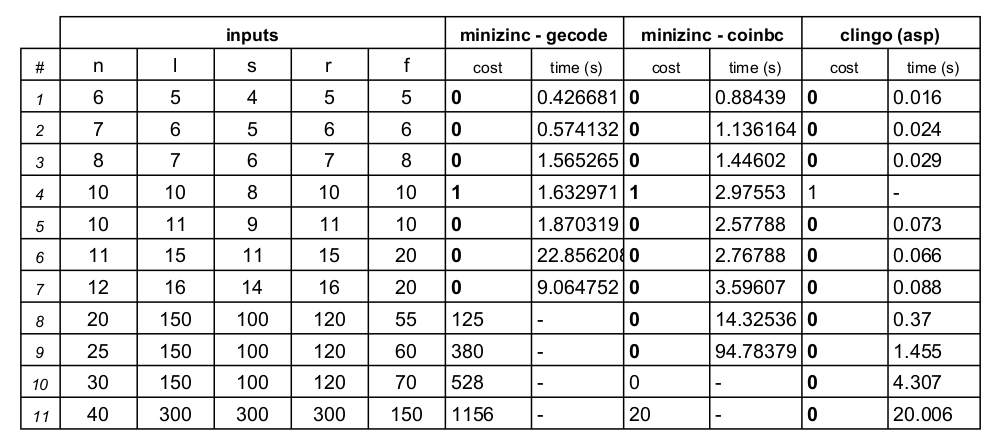 inputs minizinc - gecode minizinc - coinbc clingo (asp)
# n l s r f cost time (s) cost time (s) cost time (s)
1 6 5 4 5 5 0 0.426681 0 0.88439 0 0.016
2 7 6 5 6 6 0 0.574132 0 1.136164 0 0.024
3 8 7 6 7 8 0 1.565265 0 1.44602 0 0.029
4 10 10 8 10 10 1 1.632971 1 2.97553 1 -
5 10 11 9 11 10 0 1.870319 0 2.57788 0 0.073
6 11 15 11 15 20 0 22.856208 0 2.76788 0 0.066
7 12 16 14 16 20 0 9.064752 0 3.59607 0 0.088
8 20 150 100 120 55 125 - 0 14.32536 0 0.37
9 25 150 100 120 60 380 - 0 94.78379 0 1.455
10 30 150 100 120 70 528 - 0 - 0 4.307
11 40 300 300 300 150 1156 - 20 - 0 20.006